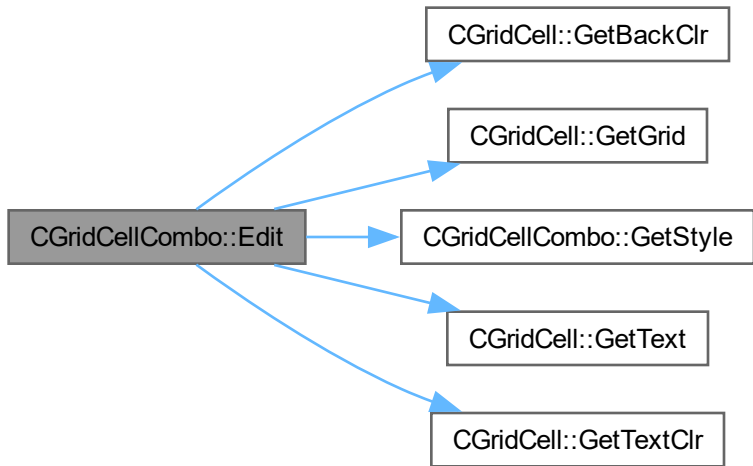 CGridCell::GetBackClr
CGridCell::GetGrid
CGridCellCombo::Edit
CGridCellCombo::GetStyle
CGridCell::GetText
CGridCell::GetTextClr